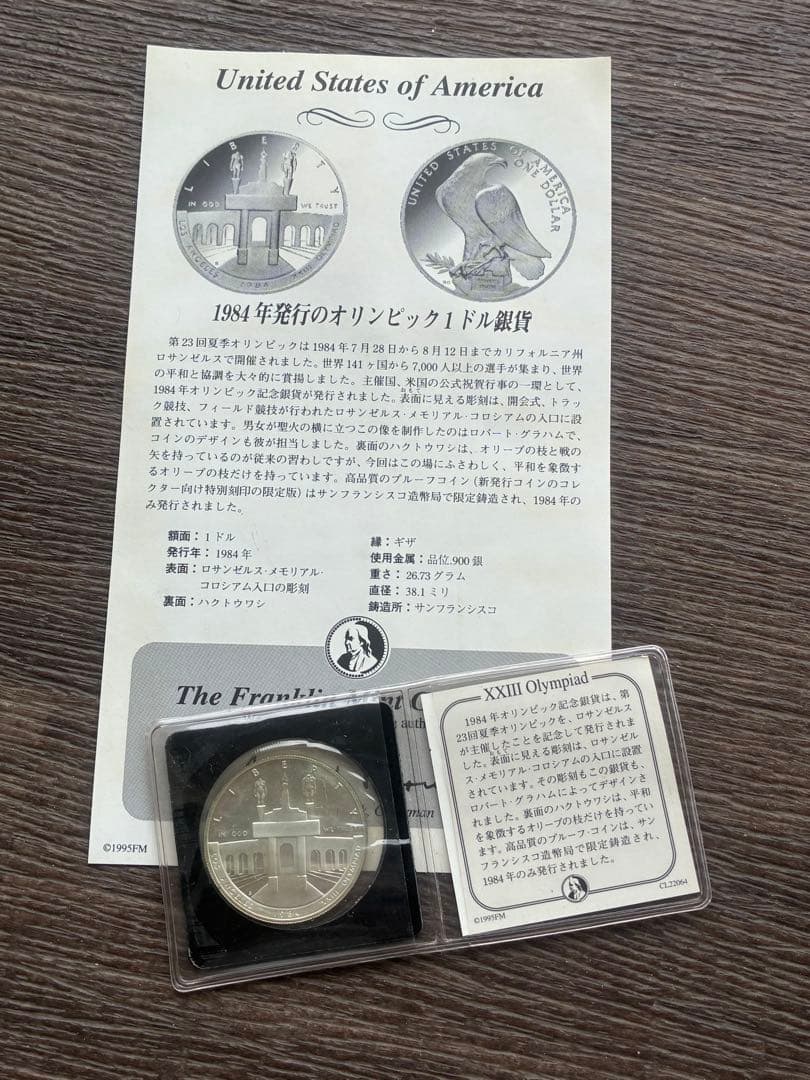 United States of America
LIBERTY
IN GOD WE TRUST
LOS ANGELES
1984
XXIII OLYMPIAD
UNITED STATES OF AMERICA
ONE DOLLAR
1984年発行のオリンピック1ドル銀貨
第23回夏季オリンピックは1984年7月28日から8月12日までカリフォルニア州
ロサンゼルスで開催されました。世界141ヶ国から7,000人以上の選手が集まり、世界
の平和と協調を大々的に賞揚しました。主催国、米国の公式祝賀行事の一環として、
1984年オリンピック記念銀貨が発行されました。表面に見える彫刻は、開会式、トラッ
ク競技、フィールド競技が行われたロサンゼルス・メモリアル・コロシアムの入口に設
置されています。男女が聖火の横に立つこの像を制作したのはロバート・グラハムで、
コインのデザインも彼が担当しました。裏面のハクトウワシは、オリーブの枝と戦の
矢を持っているのが従来の習わしですが、今回はこの場にふさわしく、平和を象徴す
るオリーブの枝だけを持っています。高品質のプルーフコイン（新発行コインのコレ
クター向け特別刻印の限定版）はサンフランシスコ造幣局で限定鋳造され、1984年の
み発行されました。
額面：1ドル
発行年：1984年
表面：ロサンゼルス・メモリアル・
コロシアム入口の彫刻
裏面：ハクトウワシ
縁：ギザ
使用金属：品位.900銀
重さ：26.73グラム
直径：38.1ミリ
鋳造所：サンフランシスコ
The Franklin Mint
©1995FM
LIBERTY
IN GOD WE TRUST
LOS ANGELES
1984
XXIII OLYMPIAD
XXIII Olympiad
1984年オリンピック記念銀貨は、第
23回夏季オリンピックを、ロサンゼルス
が主催したことを記念して発行されまし
た。表面に見える彫刻は、ロサンゼル
ス・メモリアル・コロシアムの入口に設置
されています。その彫刻もこの銀貨も、
ロバート・グラハムによってデザインさ
れました。裏面のハクトウワシは、平和
を象徴するオリーブの枝だけを持ってい
ます。高品質のプルーフ・コインは、サン
フランシスコ造幣局で限定鋳造され、
1984年のみ発行されました。
©1995FM
CL22064